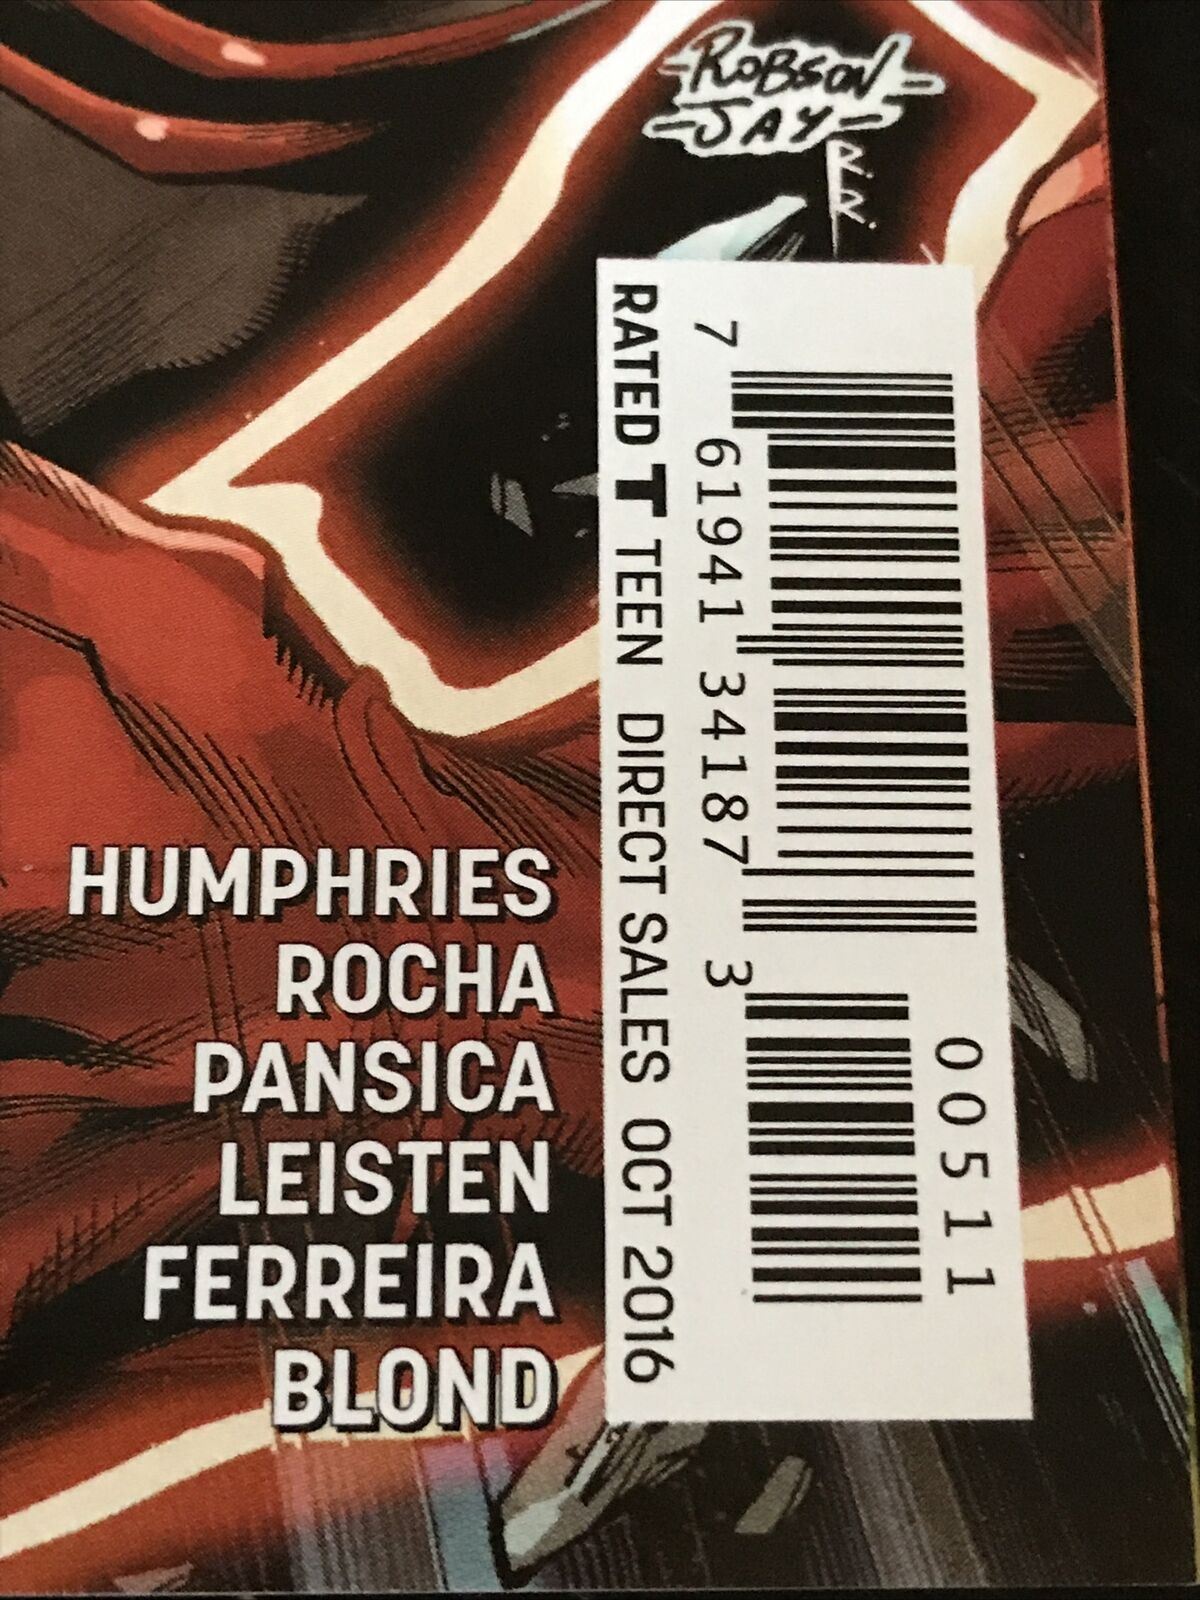 ROBSON
JAY
R.R.
RATED T TEEN DIRECT SALES OCT 2016
7 61941 34187 3
00511
HUMPHRIES
ROCHA
PANSICA
LEISTEN
FERREIRA
BLOND